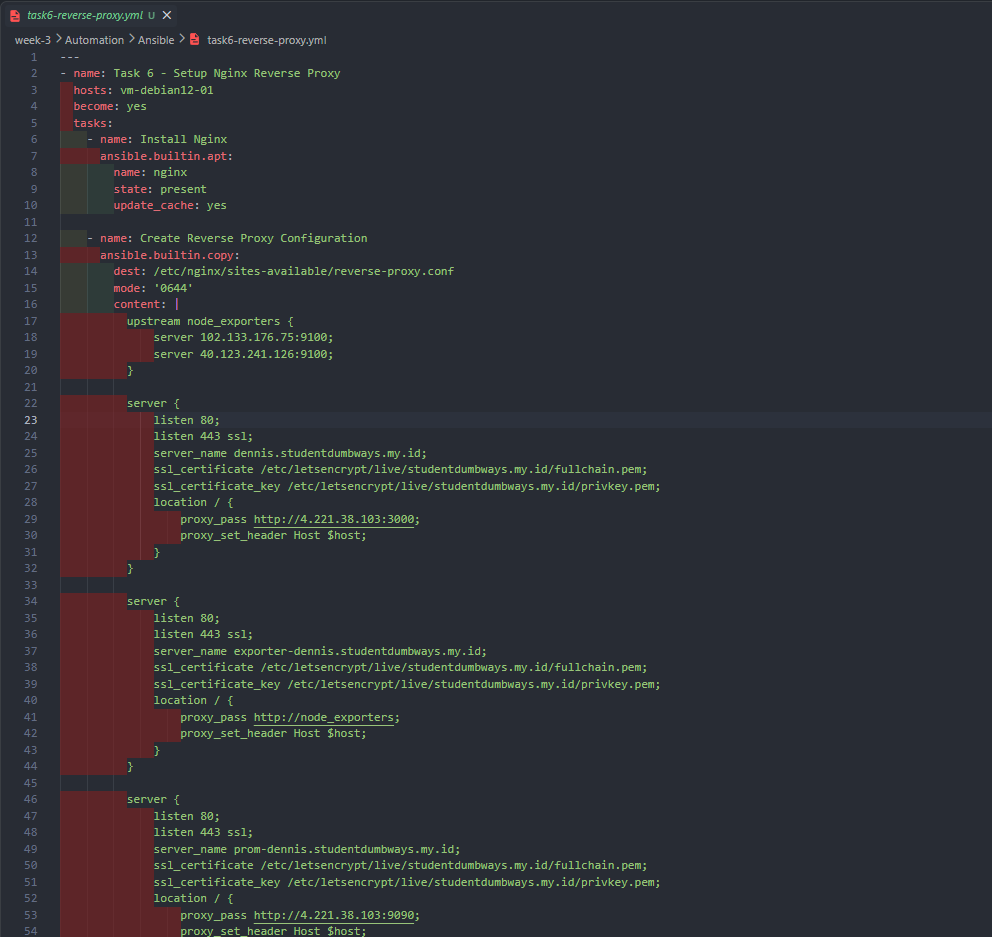 task6-reverse-proxy.yml U
week-3 > Automation > Ansible > task6-reverse-proxy.yml
1 ---
2 - name: Task 6 - Setup Nginx Reverse Proxy
3   hosts: vm-debian12-01
4   become: yes
5   tasks:
6     - name: Install Nginx
7       ansible.builtin.apt:
8         name: nginx
9         state: present
10         update_cache: yes
11
12     - name: Create Reverse Proxy Configuration
13       ansible.builtin.copy:
14         dest: /etc/nginx/sites-available/reverse-proxy.conf
15         mode: '0644'
16         content: |
17           upstream node_exporters {
18               server 102.133.176.75:9100;
19               server 40.123.241.126:9100;
20           }
21
22           server {
23               listen 80;
24               listen 443 ssl;
25               server_name dennis.studentdumbways.my.id;
26               ssl_certificate /etc/letsencrypt/live/studentdumbways.my.id/fullchain.pem;
27               ssl_certificate_key /etc/letsencrypt/live/studentdumbways.my.id/privkey.pem;
28               location / {
29                   proxy_pass http://4.221.38.103:3000;
30                   proxy_set_header Host $host;
31               }
32           }
33
34           server {
35               listen 80;
36               listen 443 ssl;
37               server_name exporter-dennis.studentdumbways.my.id;
38               ssl_certificate /etc/letsencrypt/live/studentdumbways.my.id/fullchain.pem;
39               ssl_certificate_key /etc/letsencrypt/live/studentdumbways.my.id/privkey.pem;
40               location / {
41                   proxy_pass http://node_exporters;
42                   proxy_set_header Host $host;
43               }
44           }
45
46           server {
47               listen 80;
48               listen 443 ssl;
49               server_name prom-dennis.studentdumbways.my.id;
50               ssl_certificate /etc/letsencrypt/live/studentdumbways.my.id/fullchain.pem;
51               ssl_certificate_key /etc/letsencrypt/live/studentdumbways.my.id/privkey.pem;
52               location / {
53                   proxy_pass http://4.221.38.103:9090;
54                   proxy_set_header Host $host;